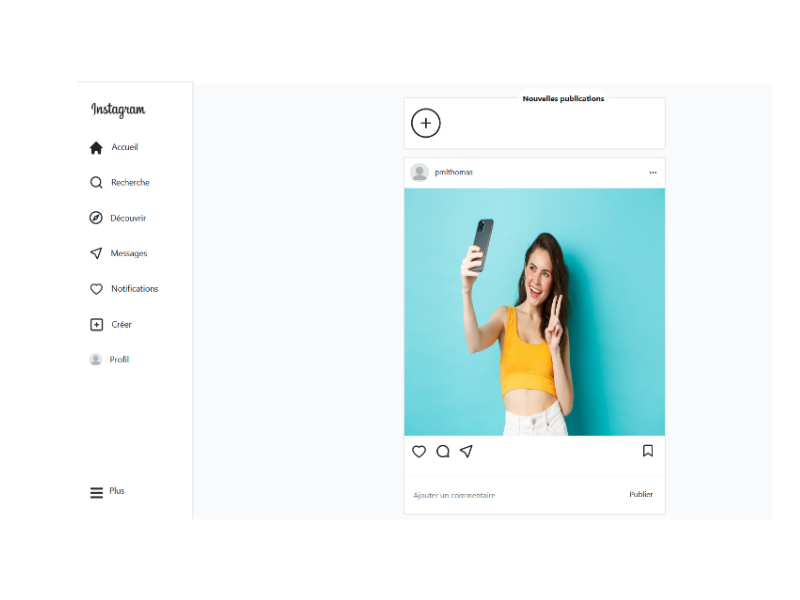 Instagram
Accueil
Recherche
Découvrir
Messages
Notifications
Créer
Profil
Plus
Nouvelles publications
pmlthomas
Ajouter un commentaire
Publier